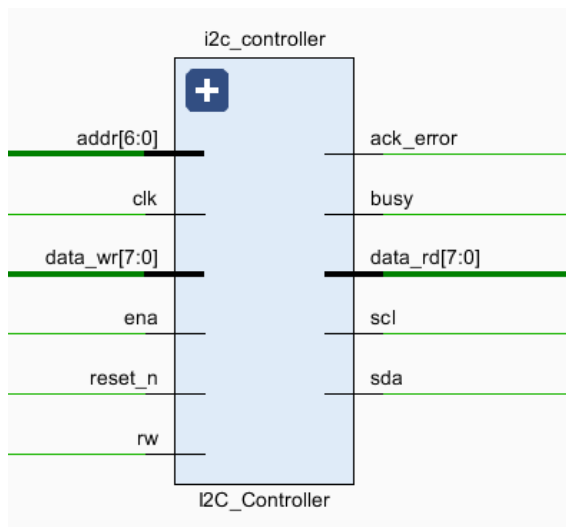 i2c_controller
addr[6:0]
ack_error
clk
busy
data_wr[7:0]
data_rd[7:0]
ena
scl
reset_n
sda
rw
I2C_Controller